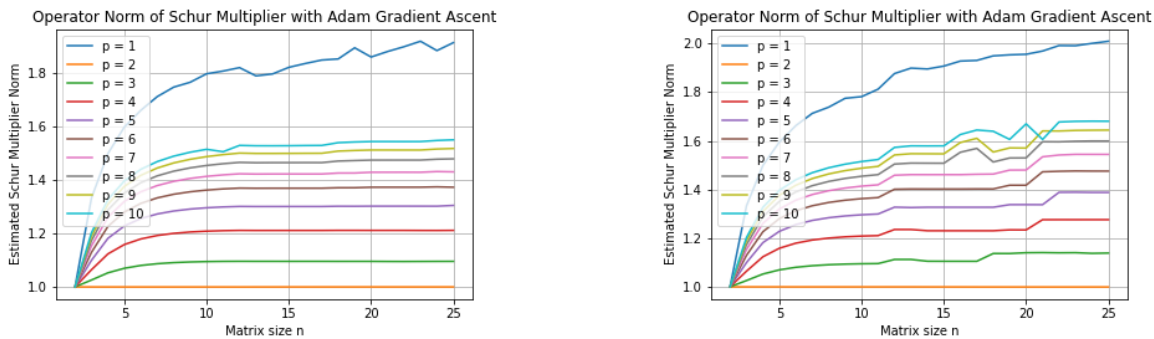 Operator Norm of Schur Multiplier with Adam Gradient Ascent
Estimated Schur Multiplier Norm
1.8
1.6
1.4
1.2
1.0
p = 1
p = 2
p = 3
p = 4
p = 5
p = 6
p = 7
p = 8
p = 9
p = 10
5
10
15
20
25
Matrix size n
Operator Norm of Schur Multiplier with Adam Gradient Ascent
Estimated Schur Multiplier Norm
2.0
1.8
1.6
1.4
1.2
1.0
p = 1
p = 2
p = 3
p = 4
p = 5
p = 6
p = 7
p = 8
p = 9
p = 10
5
10
15
20
25
Matrix size n